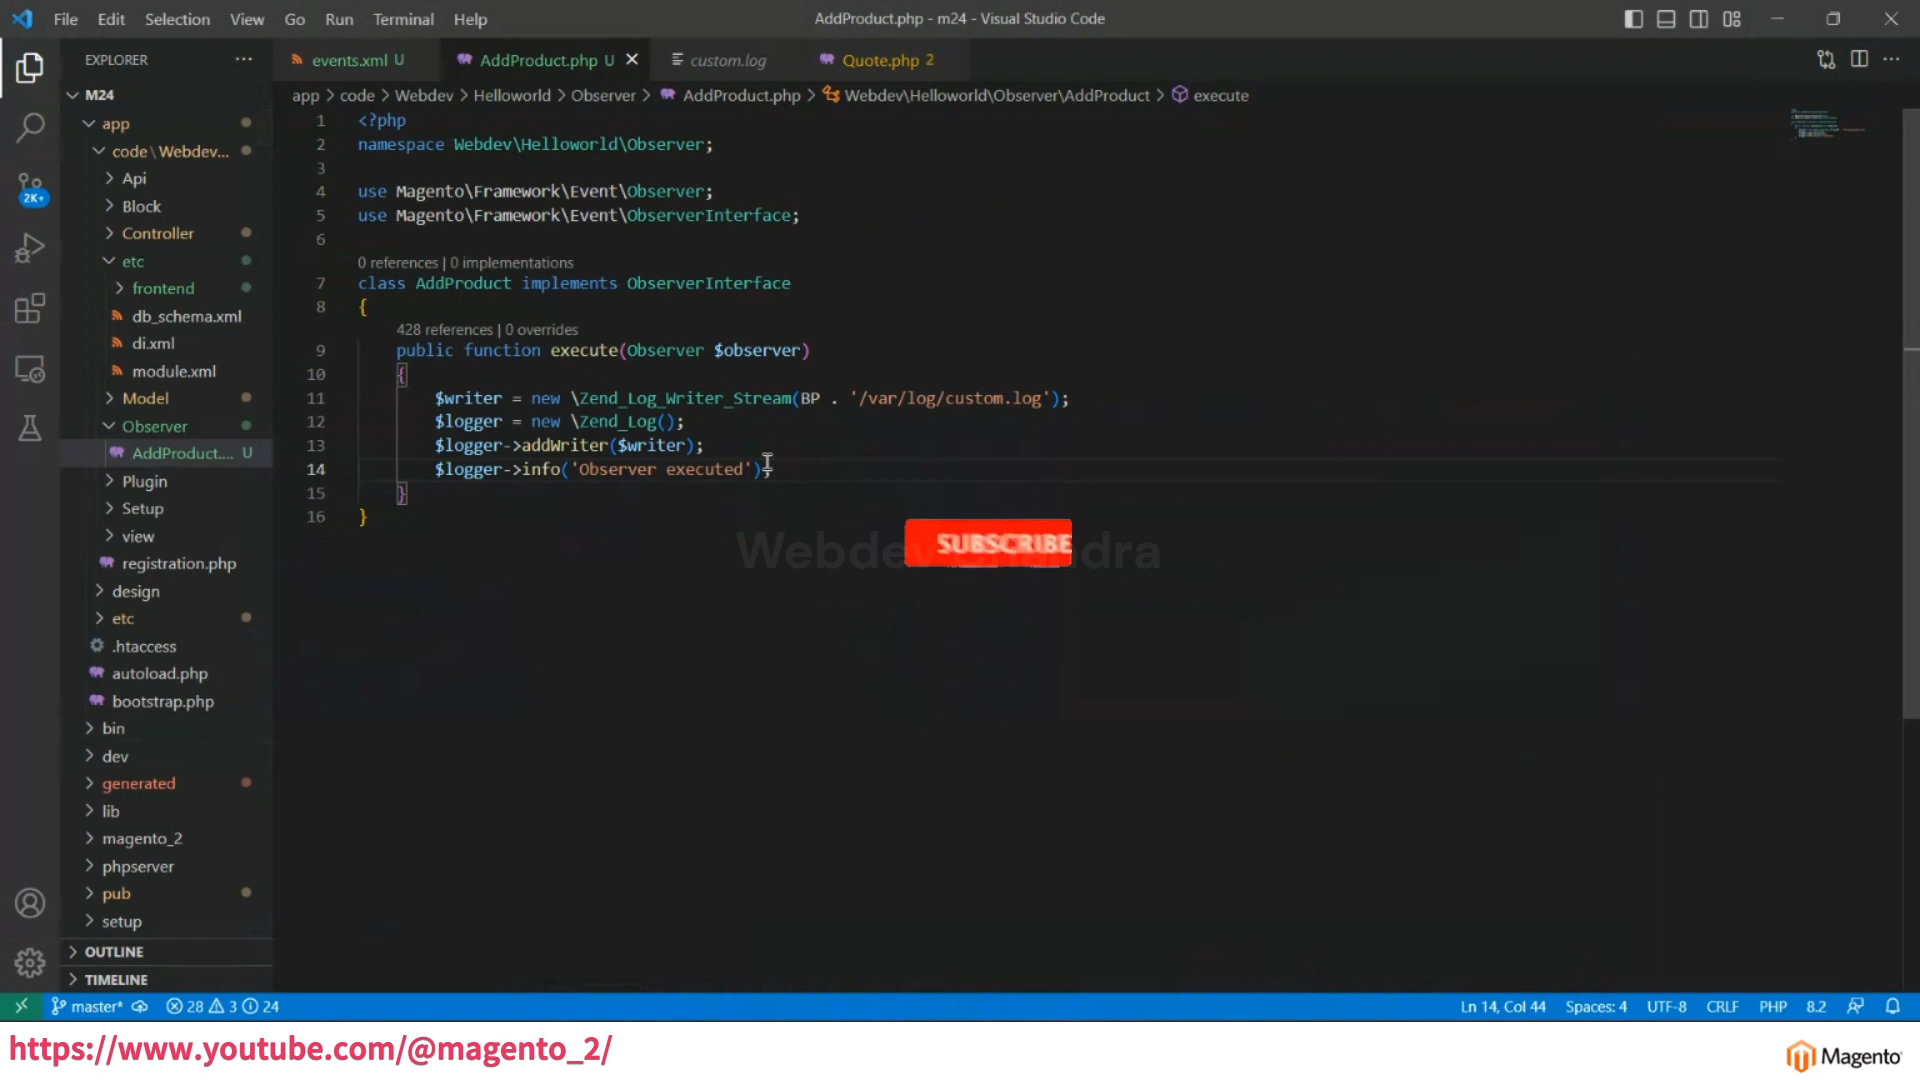 File Edit Selection View Go Run Terminal Help
AddProduct.php - m24 - Visual Studio Code
EXPLORER
events.xml U
AddProduct.php U
custom.log
Quote.php 2
M24
app > code > Webdev > Helloworld > Observer > AddProduct.php > Webdev\Helloworld\Observer\AddProduct > execute
app
code \ Webdev...
Api
Block
Controller
etc
frontend
db_schema.xml
di.xml
module.xml
Model
Observer
AddProduct.... U
Plugin
Setup
view
registration.php
design
etc
.htaccess
autoload.php
bootstrap.php
bin
dev
generated
lib
magento_2
phpserver
pub
setup
OUTLINE
TIMELINE
2K+
1 <?php
2 namespace Webdev\Helloworld\Observer;
3
4 use Magento\Framework\Event\Observer;
5 use Magento\Framework\Event\ObserverInterface;
6
0 references | 0 implementations
7 class AddProduct implements ObserverInterface
8 {
428 references | 0 overrides
9 public function execute(Observer $observer)
10 {
11 $writer = new \Zend_Log_Writer_Stream(BP . '/var/log/custom.log');
12 $logger = new \Zend_Log();
13 $logger->addWriter($writer);
14 $logger->info('Observer executed');
15 }
16 }
SUBSCRIBE
master* 28 3 24
Ln 14, Col 44 Spaces: 4 UTF-8 CRLF PHP 8.2
https://www.youtube.com/@magento_2/
Magento